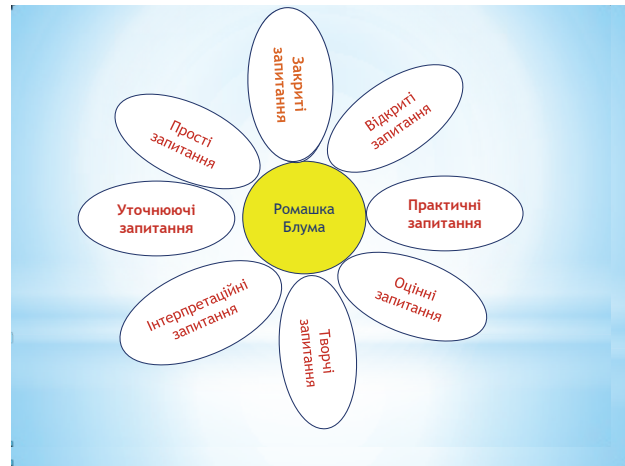 Закриті
запитання
Відкриті
запитання
Прості
запитання
Уточнюючі
запитання
Ромашка
Блума
Практичні
запитання
Інтерпретаційні
запитання
Оцінні
запитання
Творчі
запитання